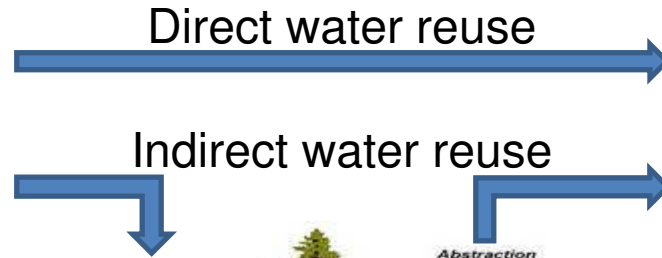 Direct water reuse
Indirect water reuse
Abstraction